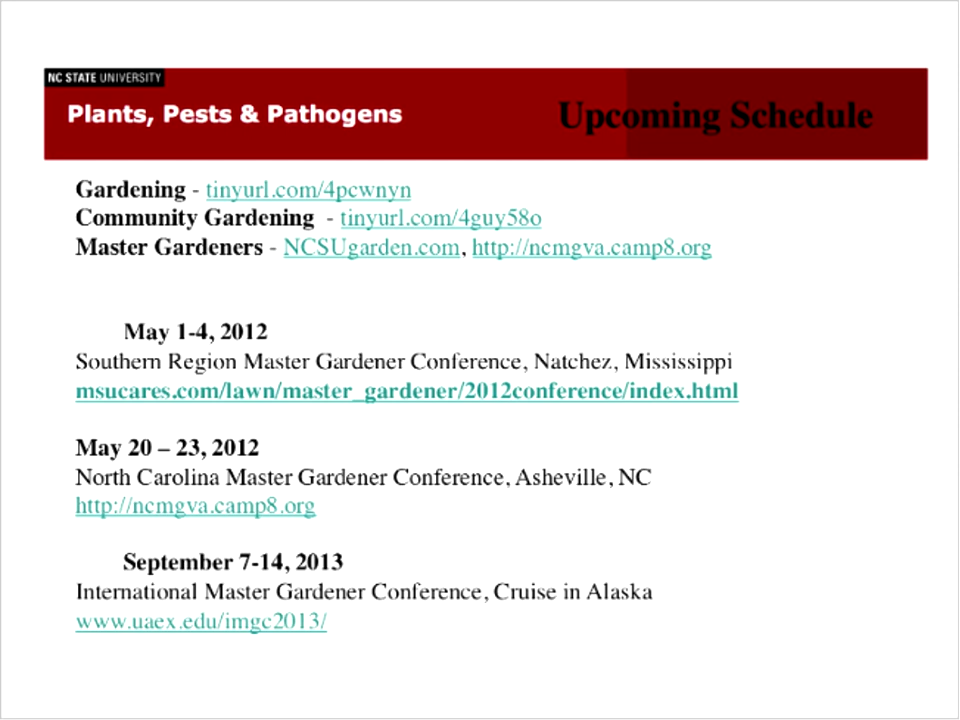 NC STATE UNIVERSITY
Plants, Pests & Pathogens
Upcoming Schedule
Gardening - tinyurl.com/4pcwnyn
Community Gardening - tinyurl.com/4guy58o
Master Gardeners - NCSUgarden.com, http://ncmgva.camp8.org
May 1-4, 2012
Southern Region Master Gardener Conference, Natchez, Mississippi
msucares.com/lawn/master_gardener/2012conference/index.html
May 20 – 23, 2012
North Carolina Master Gardener Conference, Asheville, NC
http://ncmgva.camp8.org
September 7-14, 2013
International Master Gardener Conference, Cruise in Alaska
www.uaex.edu/imgc2013/